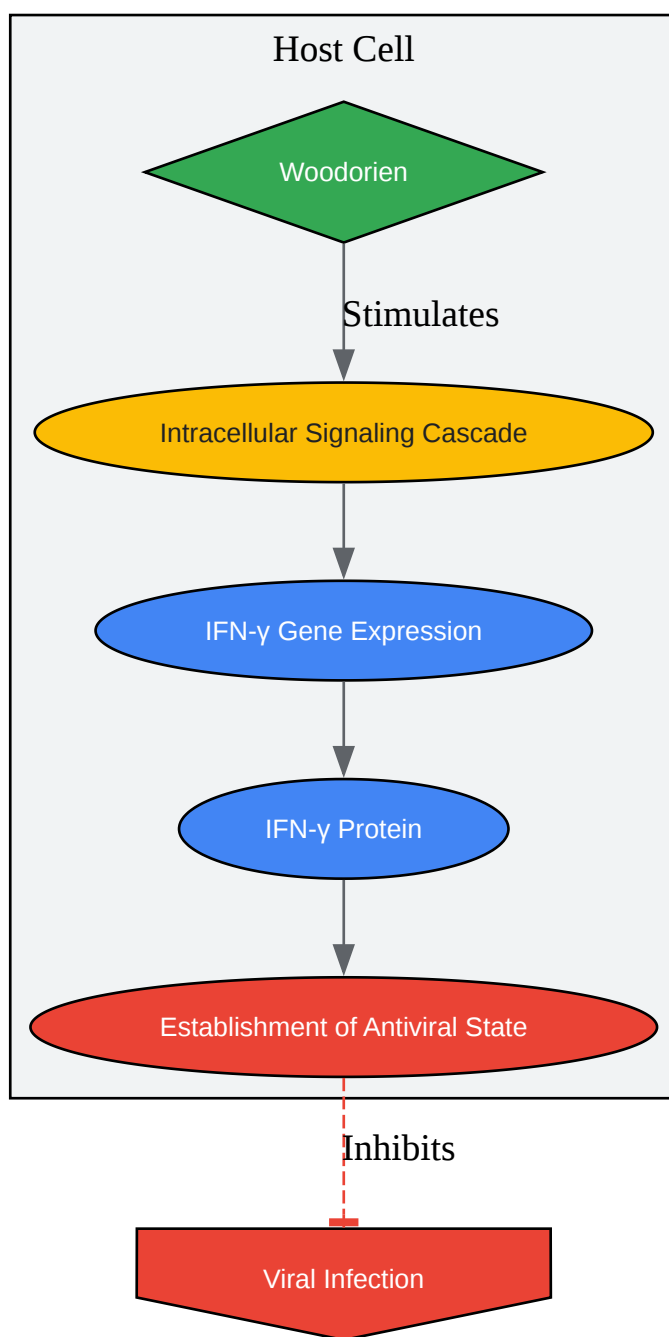 Host Cell
Woodorien
Stimulates
Intracellular Signaling Cascade
IFN-γ Gene Expression
IFN-γ Protein
Establishment of Antiviral State
Inhibits
Viral Infection